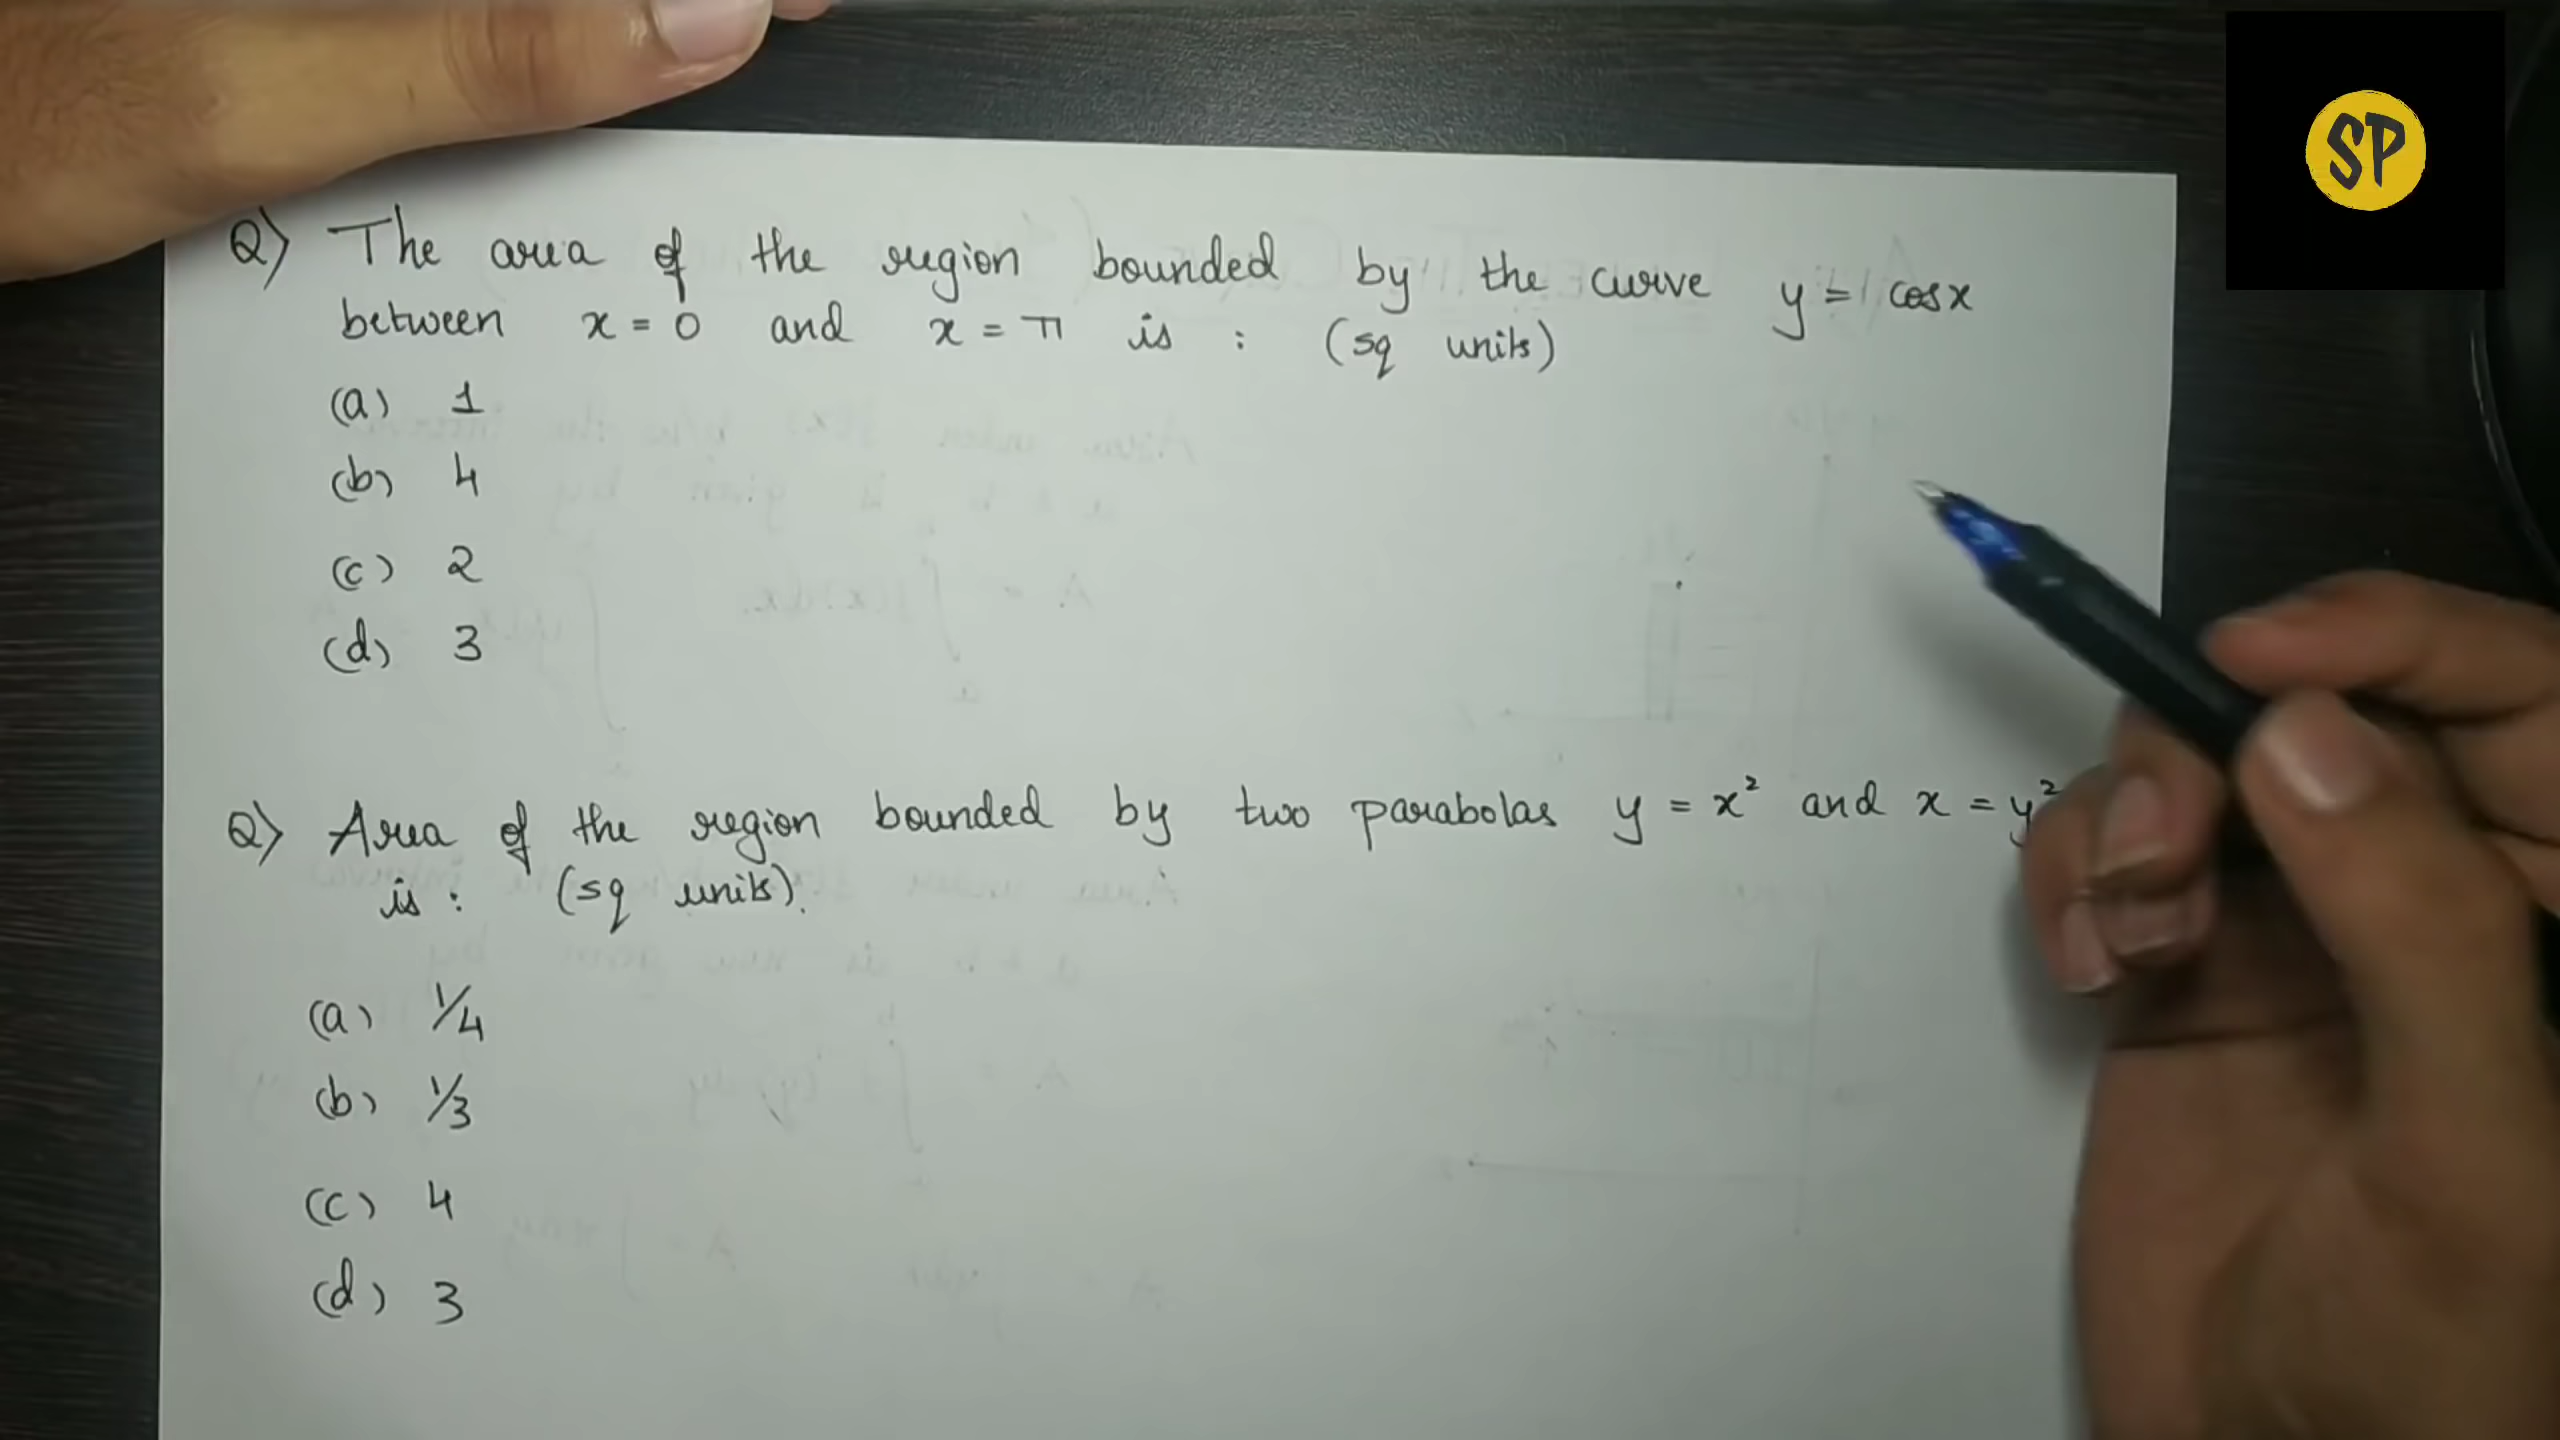 SP
Q) The area of the region bounded by the curve y = cosx
between x = 0 and x = π is : (sq units)
(a) 1
(b) 4
(c) 2
(d) 3
Q) Area of the region bounded by two parabolas y = x² and x = y²
is : (sq units).
(a) 1/4
(b) 1/3
(c) 4
(d) 3